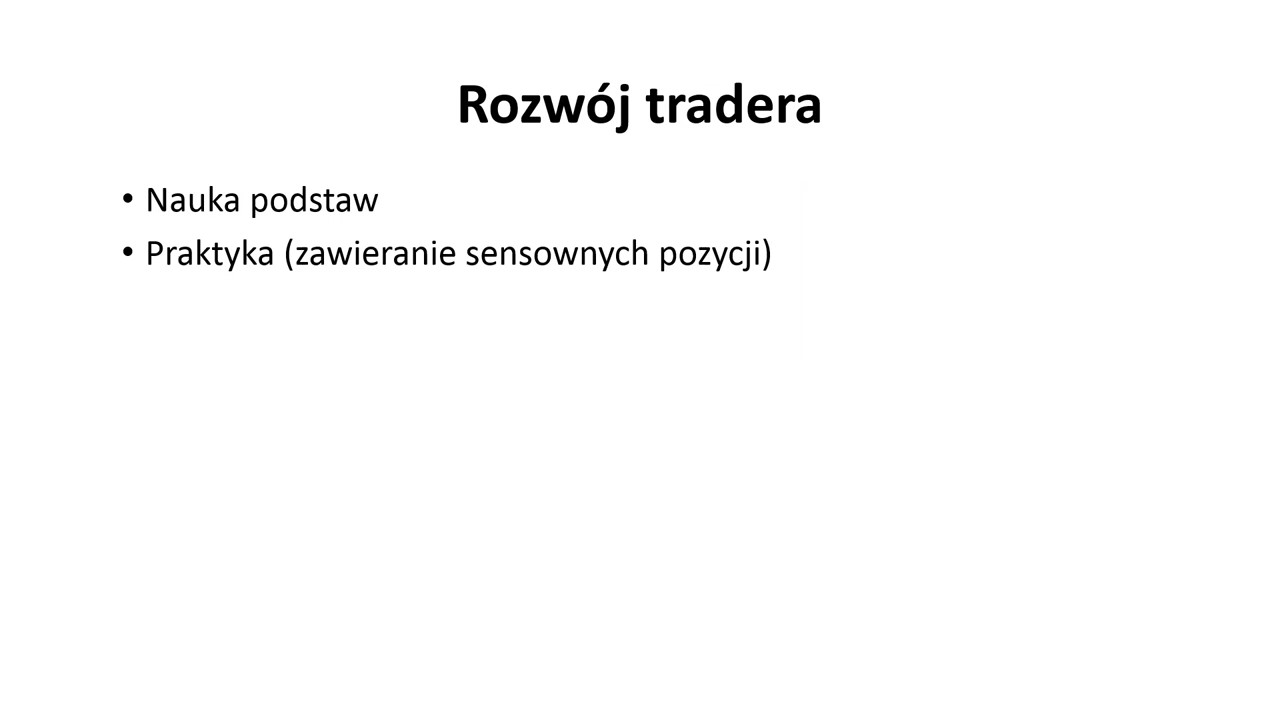 Rozwój tradera
• Nauka podstaw
• Praktyka (zawieranie sensownych pozycji)